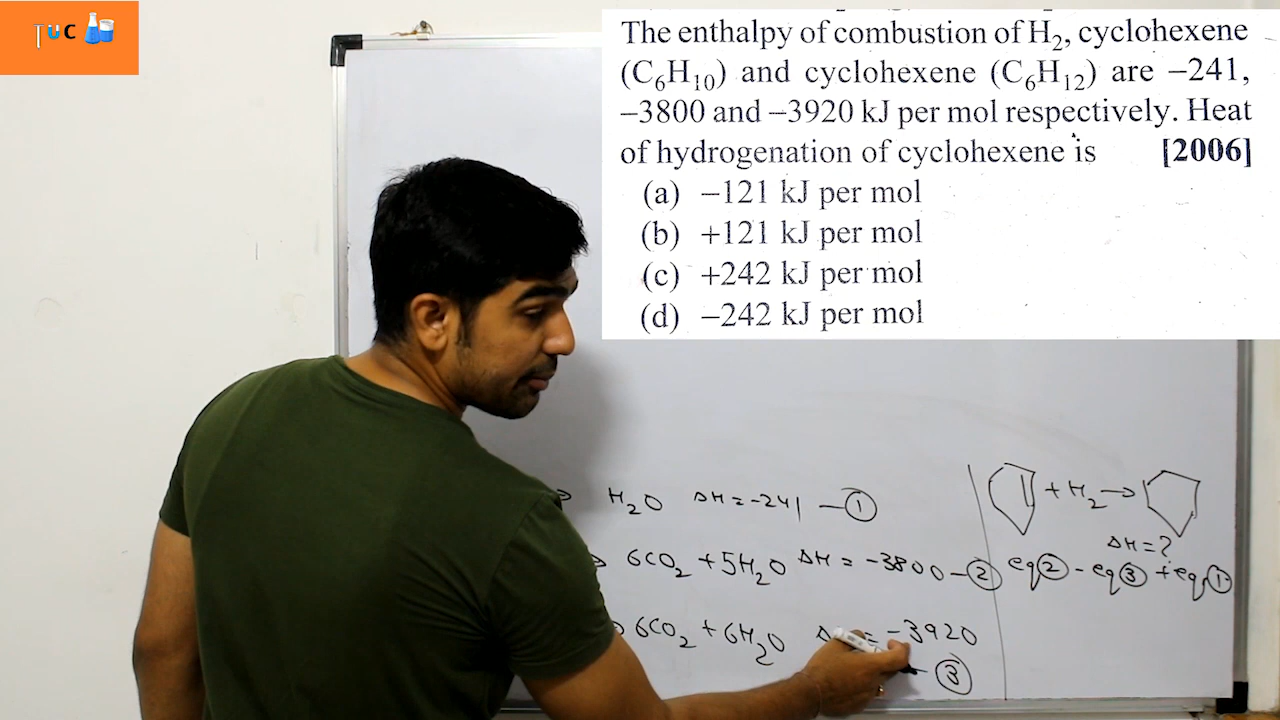 TUC
The enthalpy of combustion of H₂, cyclohexene
(C₆H₁₀) and cyclohexene (C₆H₁₂) are –241,
–3800 and –3920 kJ per mol respectively. Heat
of hydrogenation of cyclohexene is [2006]
(a) –121 kJ per mol
(b) +121 kJ per mol
(c) +242 kJ per mol
(d) –242 kJ per mol
H₂O ΔH = -241 — ①
+ H₂ →
ΔH = ?
6CO₂ + 5H₂O ΔH = -3800 - ②
eq② - eq③ + eq①
6CO₂ + 6H₂O = -3920
- ③